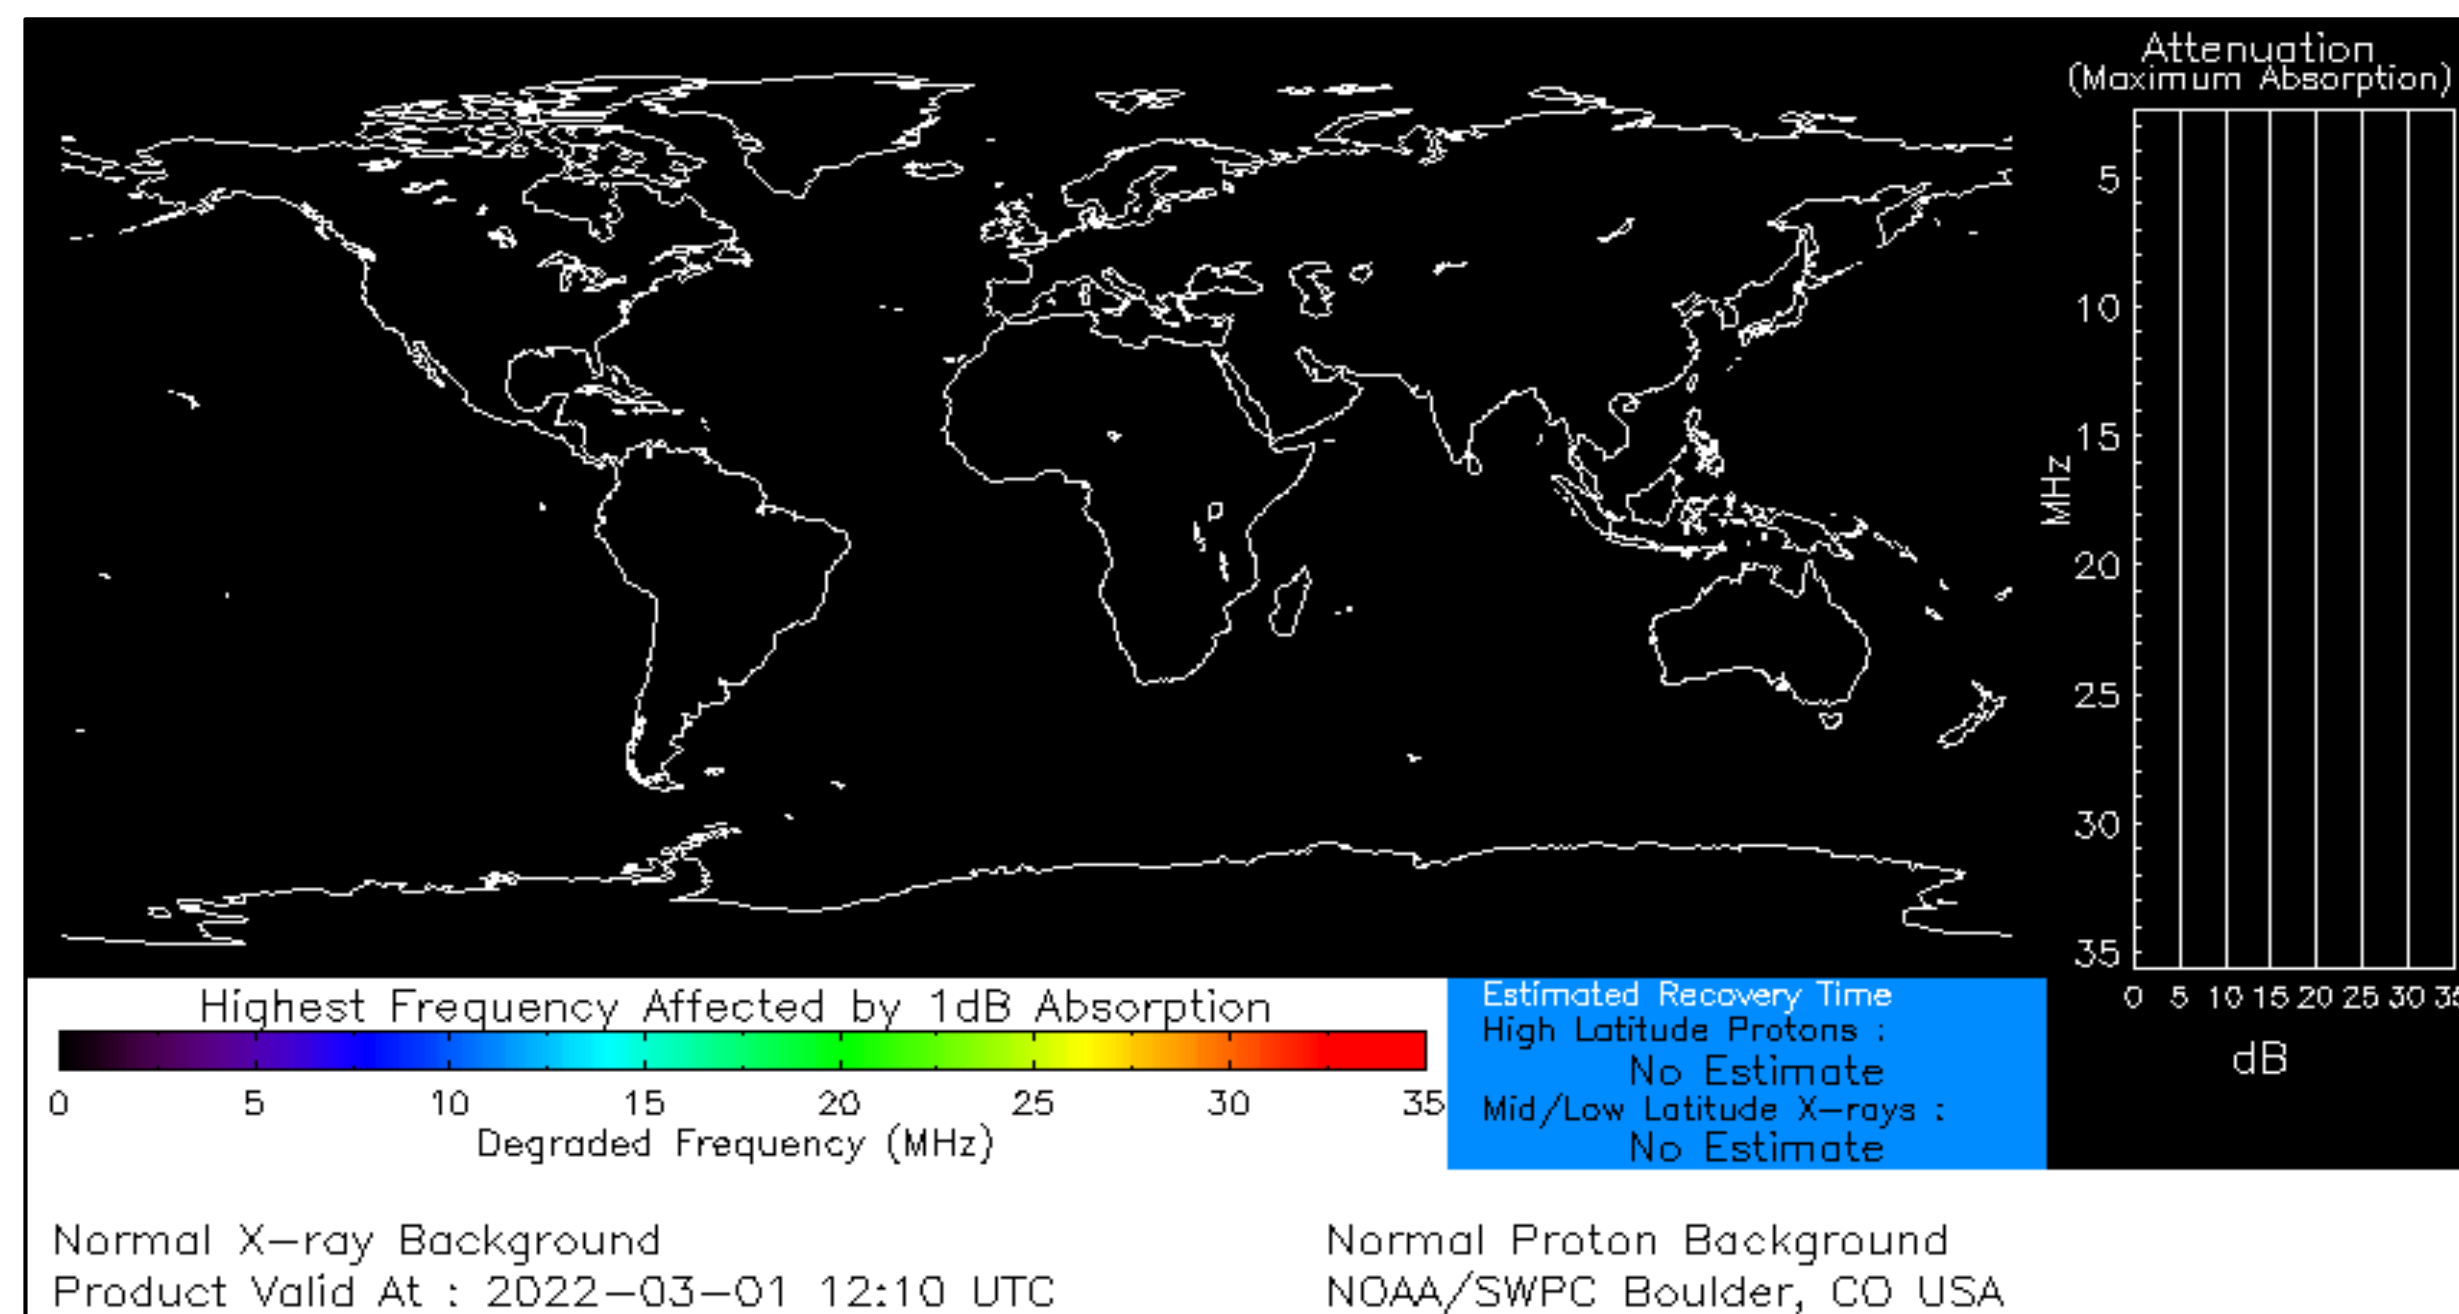 Attenuation
(Maximum Absorption)
5
10
15
20
25
30
35
MHz
0 5 10 15 20 25 30 35
dB
Highest Frequency Affected by 1dB Absorption
0 5 10 15 20 25 30 35
Degraded Frequency (MHz)
Estimated Recovery Time
High Latitude Protons :
No Estimate
Mid/Low Latitude X-rays :
No Estimate
Normal X-ray Background
Normal Proton Background
Product Valid At : 2022-03-01 12:10 UTC
NOAA/SWPC Boulder, CO USA